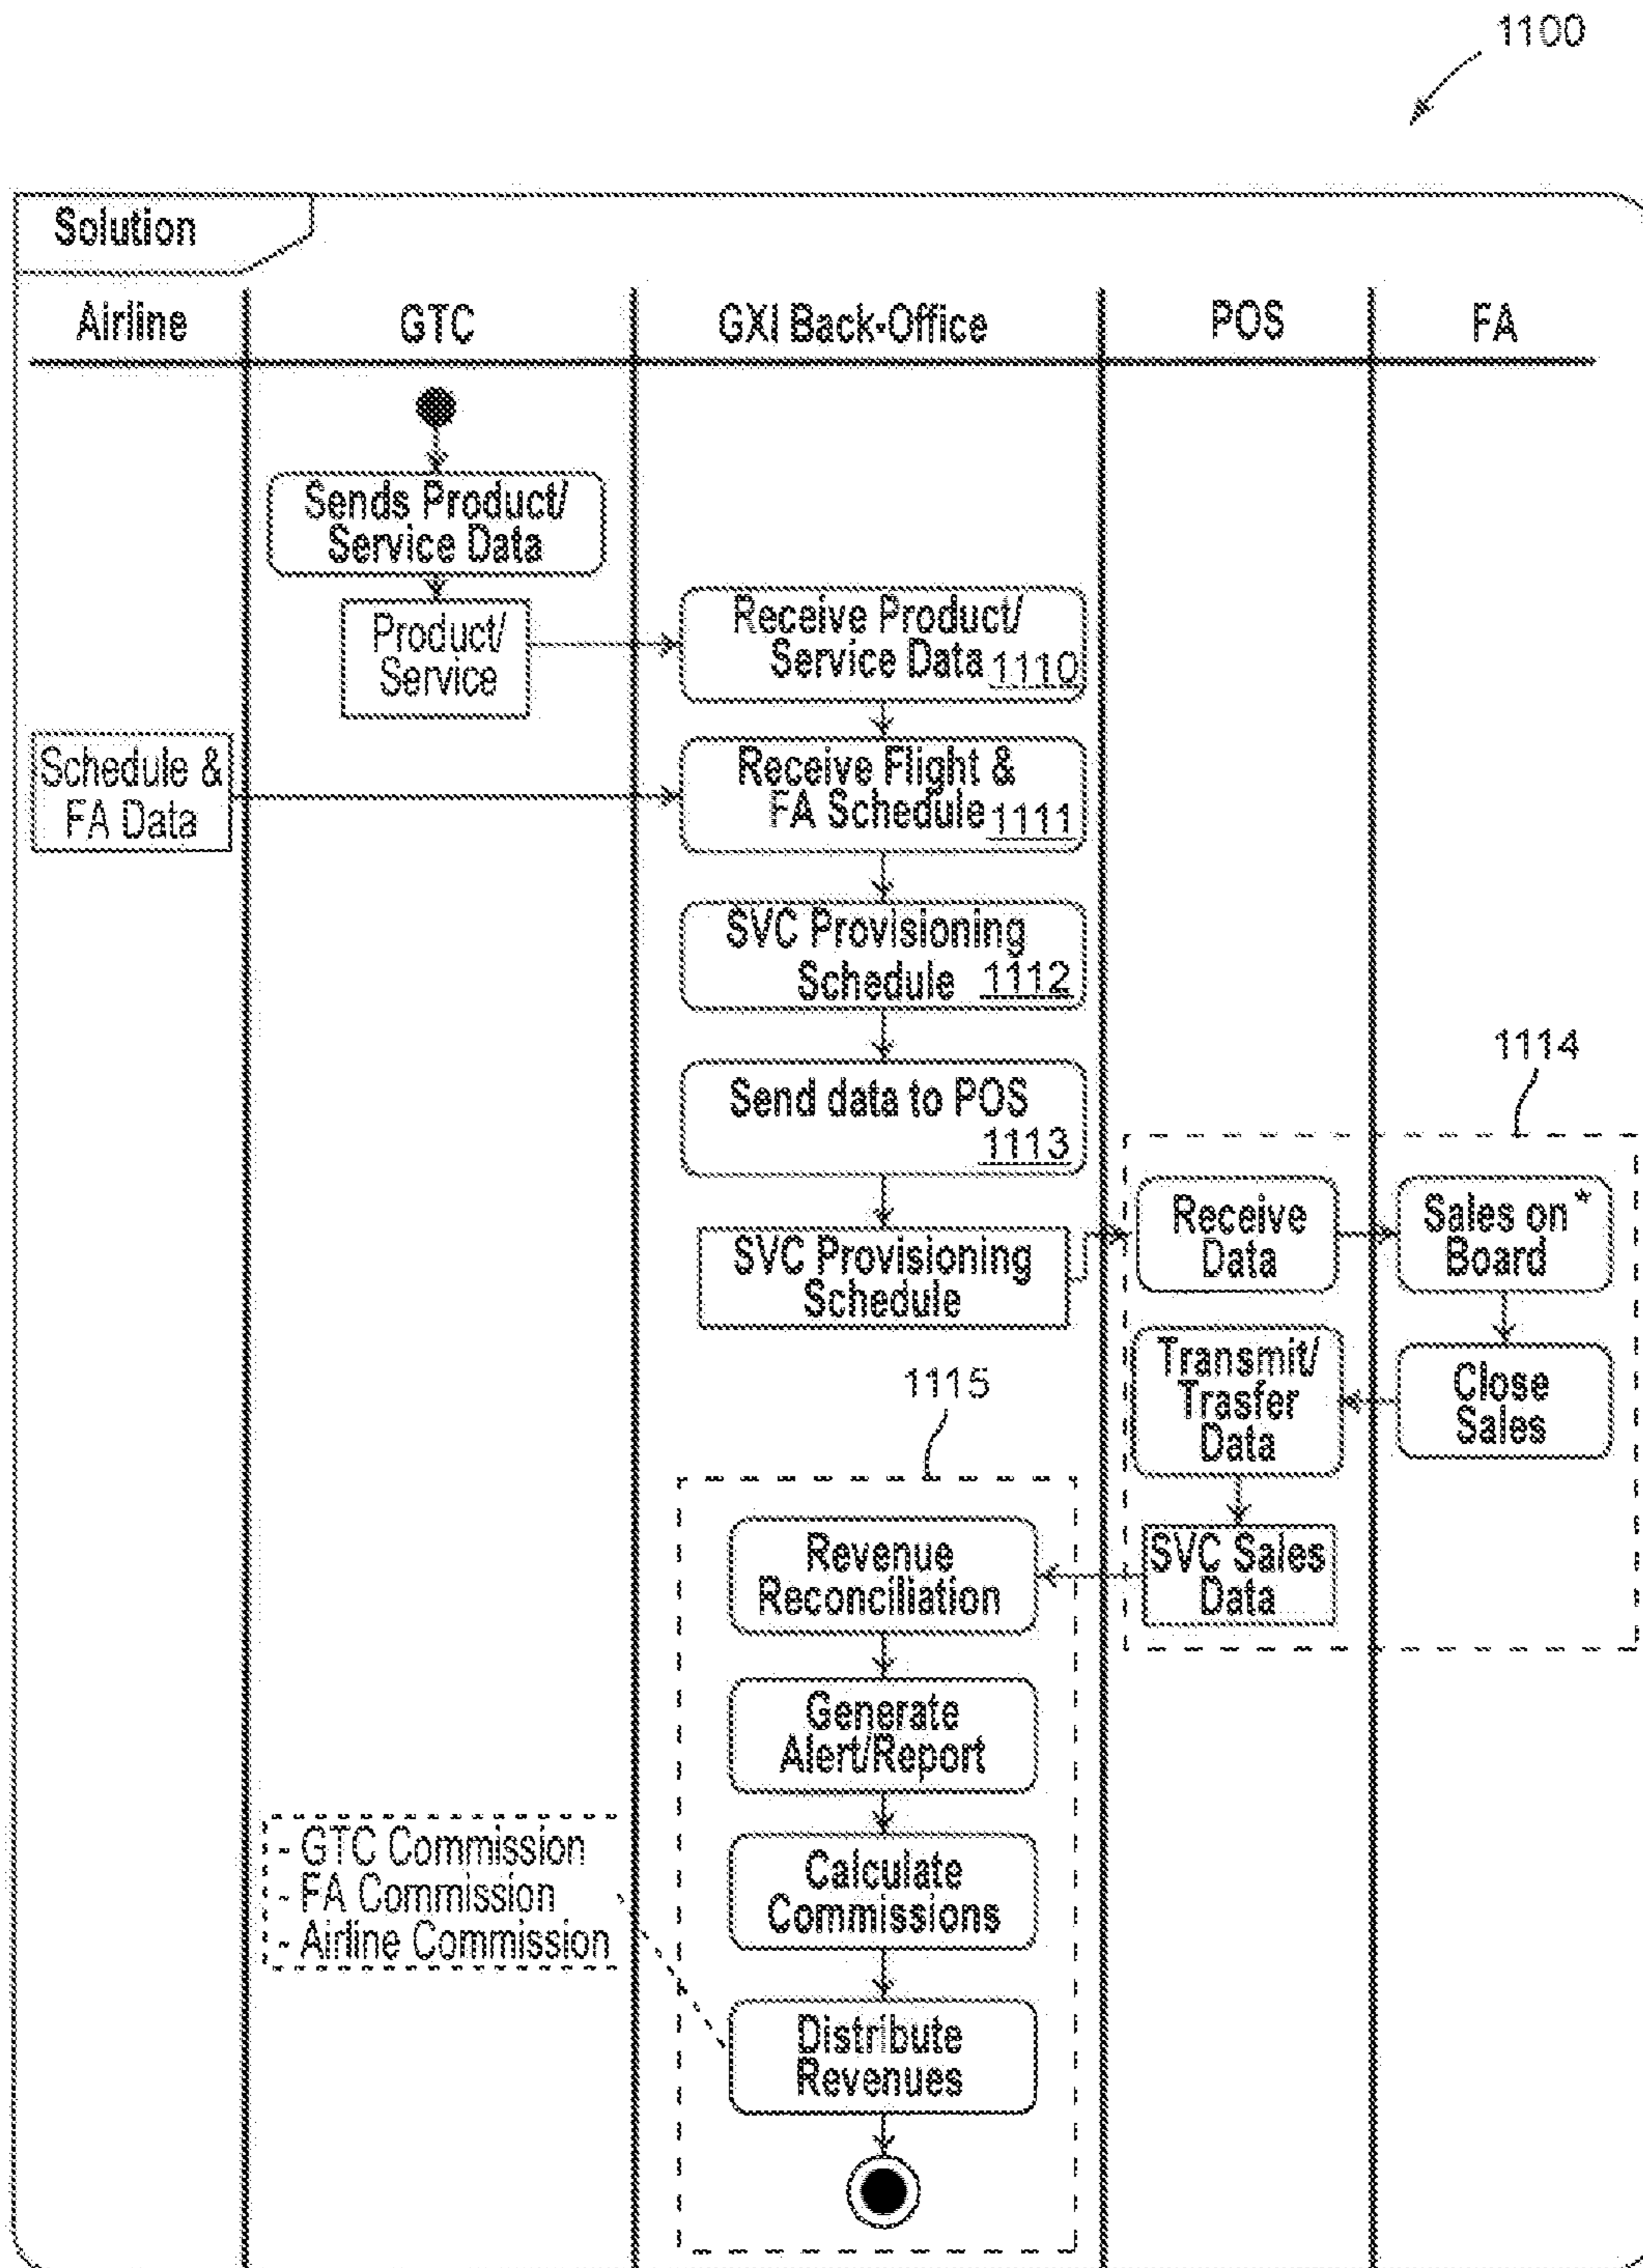 1100
Solution
Airline
GTC
GXI Back-Office
POS
FA
Sends Product/
Service Data
Product/
Service
Receive Product/
Service Data 1110
Schedule &
FA Data
Receive Flight &
FA Schedule 1111
SVC Provisioning
Schedule 1112
Send data to POS
1113
SVC Provisioning
Schedule
1114
Receive
Data
Sales on *
Board
Transmit/
Trasfer
Data
Close
Sales
SVC Sales
Data
1115
Revenue
Reconciliation
Generate
Alert/Report
Calculate
Commissions
- GTC Commission
- FA Commission
- Airline Commission
Distribute
Revenues